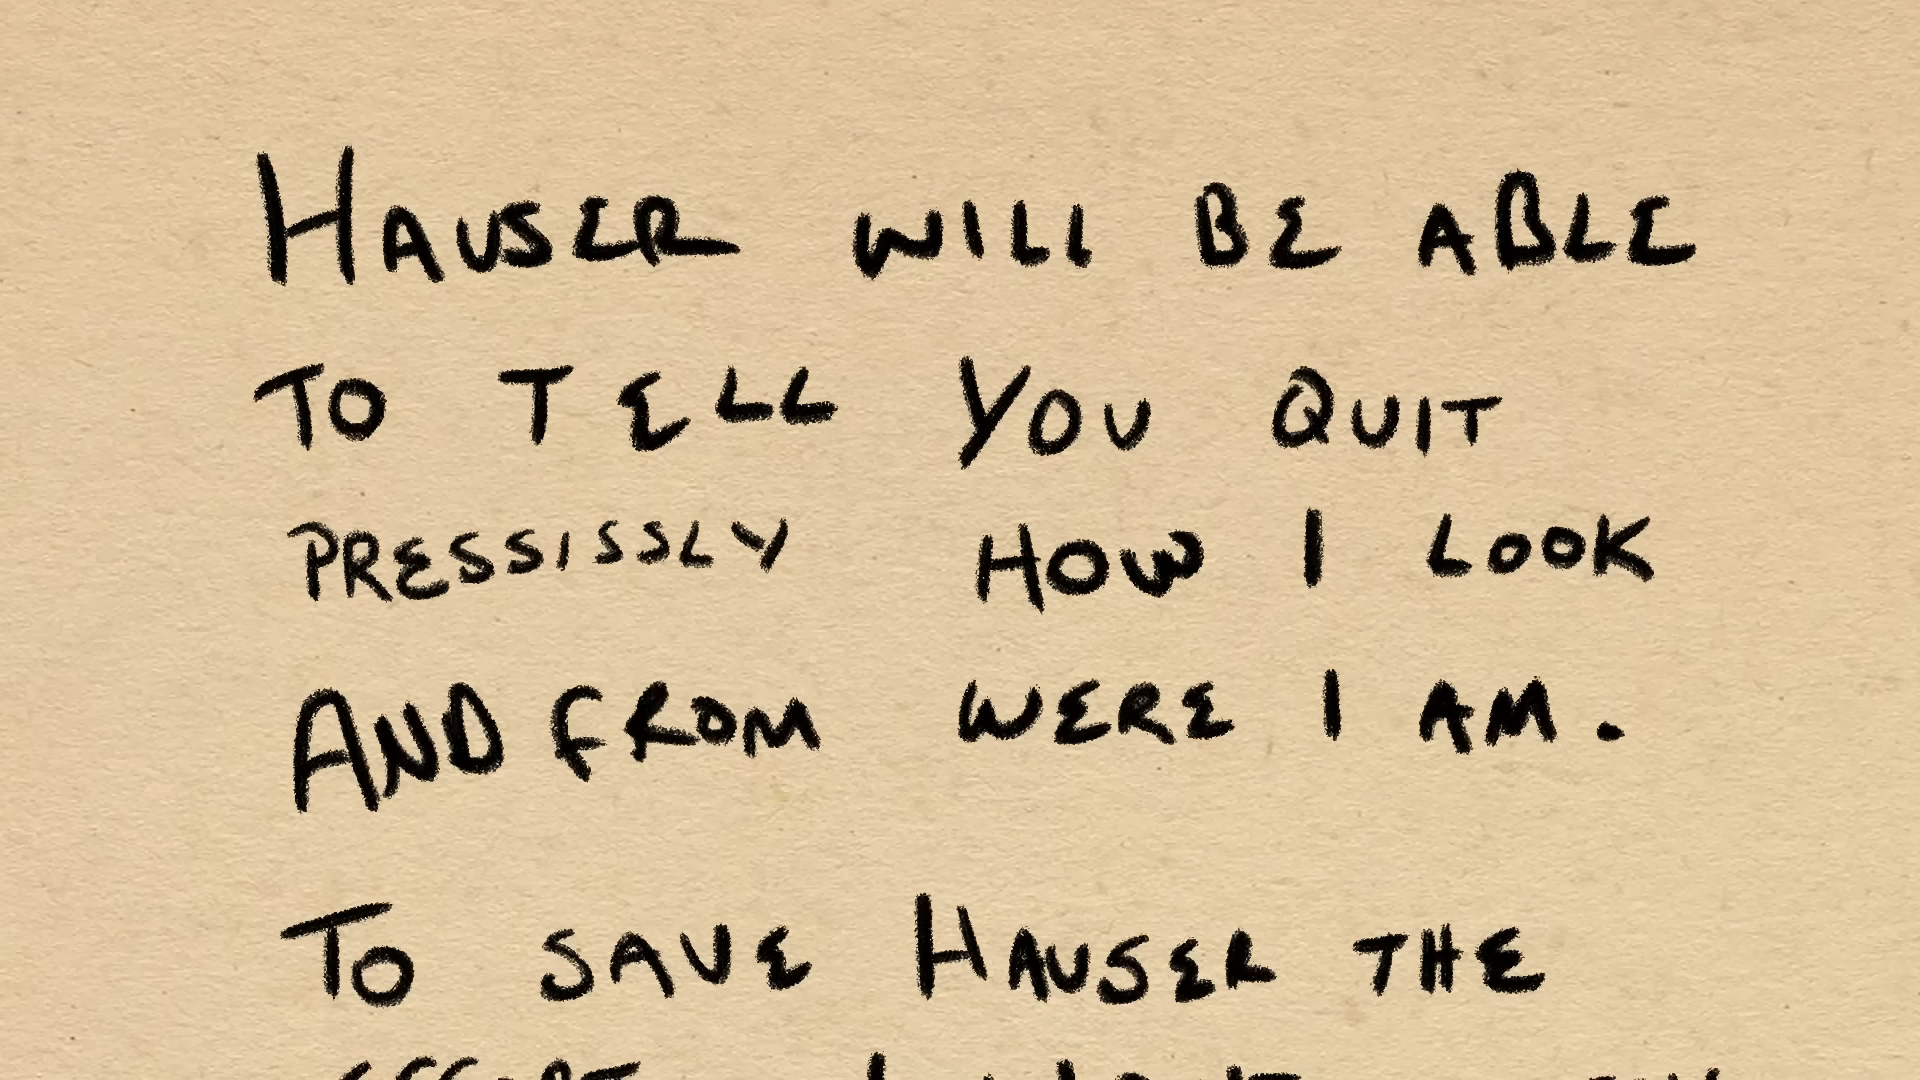 HAUSER WILL BE ABLE
TO TELL YOU QUIT
PRESSISSLY HOW I LOOK
AND FROM WERE I AM.
TO SAVE HAUSER THE